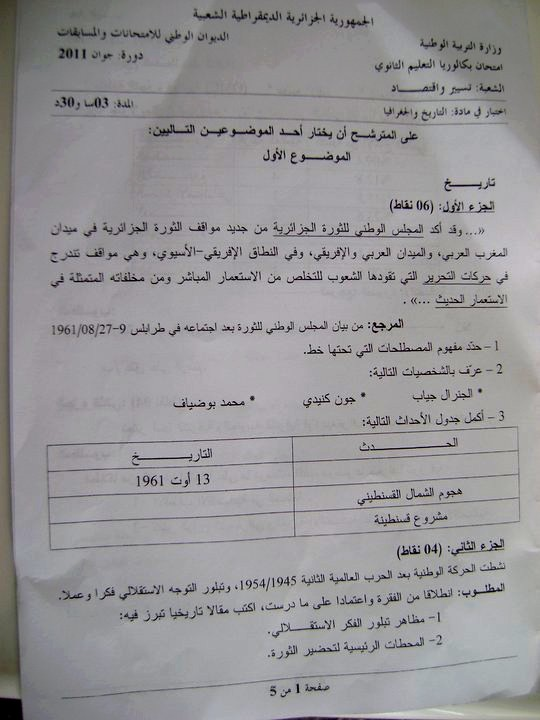 الجمهورية الجزائرية الديمقراطية الشعبية
وزارة التربية الوطنية
الديوان الوطني للامتحانات والمسابقات
امتحان بكالوريا التعليم الثانوي
دورة: جوان 2011
الشعبة: تسيير واقتصاد
اختبار في مادة: التاريخ والجغرافيا
المدة: 03سا و30د
على المترشح أن يختار أحد الموضوعين التاليين:
الموضوع الأول
تاريخ
الجزء الأول: (06 نقاط)
«...وقد أكد المجلس الوطني للثورة الجزائرية من جديد مواقف الثورة الجزائرية في ميدان
المغرب العربي، والميدان العربي والإفريقي، وفي النطاق الإفريقي-الأسيوي، وهي مواقف تندرج
في حركات التحرير التي تقودها الشعوب للتخلص من الاستعمار المباشر ومن مخلفاته المتمثلة في
الاستعمار الحديث ...» .
المرجع: من بيان المجلس الوطني للثورة بعد اجتماعه في طرابلس 9-1961/08/27
1- حدّد مفهوم المصطلحات التي تحتها خط.
2- عرّف بالشخصيات التالية:
* الجنرال جياب * جون كنيدي * محمد بوضياف
3- أكمل جدول الأحداث التالية:
الحدث التاريخ
13 أوت 1961
هجوم الشمال القسنطيني
مشروع قسنطينة
الجزء الثاني: (04 نقاط)
نشطت الحركة الوطنية بعد الحرب العالمية الثانية 1954/1945، وتبلور التوجه الاستقلالي فكرا وعملا.
المطلوب: انطلاقا من الفقرة واعتمادا على ما درست، اكتب مقالا تاريخيا تبرز فيه:
1- مظاهر تبلور الفكر الاستقلالي.
2- المحطات الرئيسية لتحضير الثورة.
صفحة 1 من 5